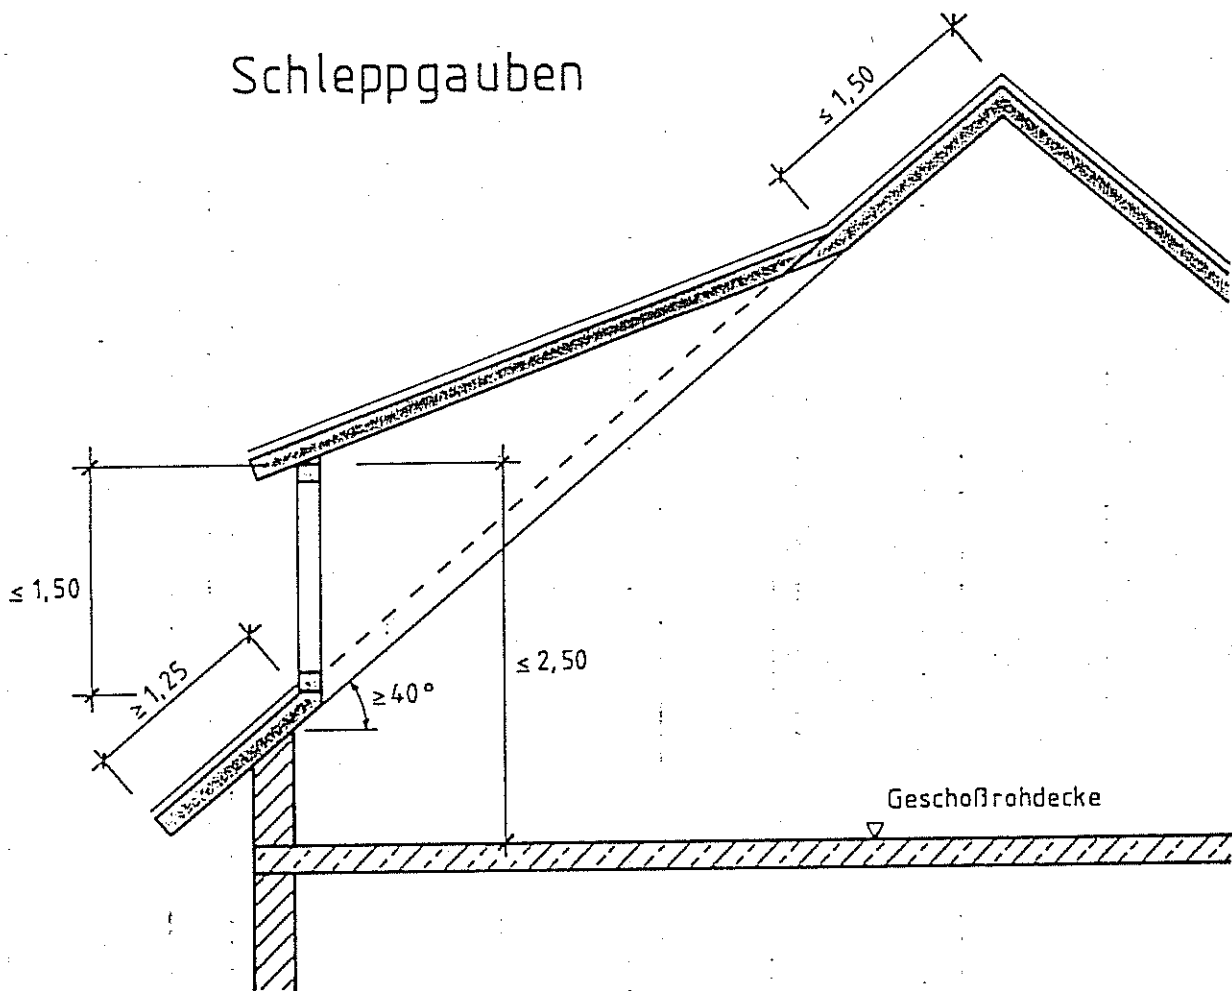 Schleppgauben
≤ 1,50
≤ 1,50
≥ 1,25
≤ 2,50
≥ 40°
Geschoßrohdecke